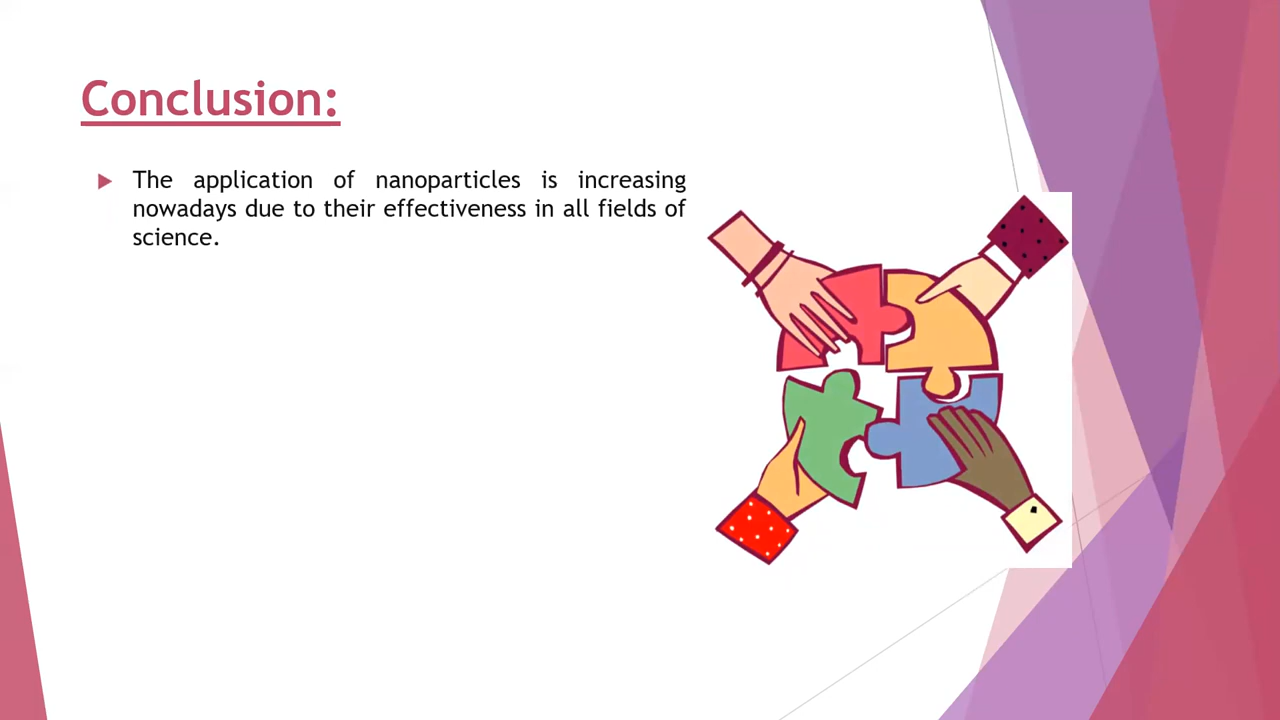 Conclusion:
The application of nanoparticles is increasing
nowadays due to their effectiveness in all fields of
science.